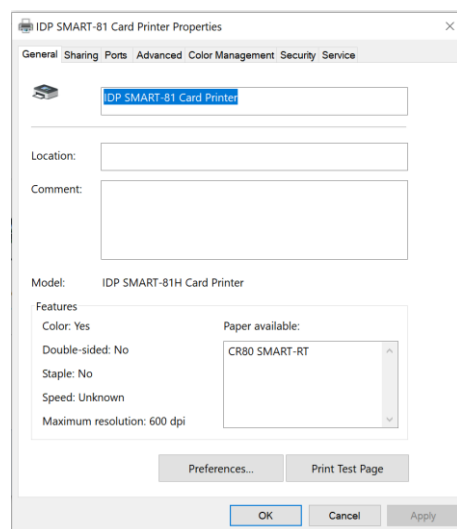 IDP SMART-81 Card Printer Properties
General Sharing Ports Advanced Color Management Security Service
IDP SMART-81 Card Printer
Location:
Comment:
Model: IDP SMART-81H Card Printer
Features
Color: Yes Paper available:
Double-sided: No CR80 SMART-RT
Staple: No
Speed: Unknown
Maximum resolution: 600 dpi
Preferences... Print Test Page
OK Cancel Apply